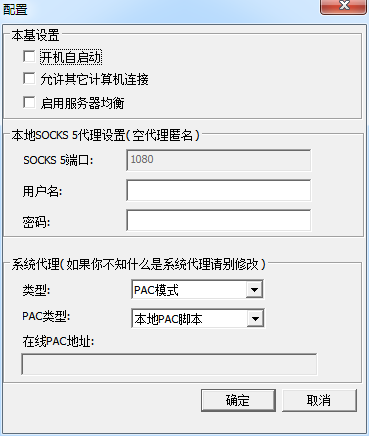 配置
本基设置
开机自启动
允许其它计算机连接
启用服务器均衡
本地SOCKS 5代理设置(空代理匿名)
SOCKS 5端口: 1080
用户名:
密码:
系统代理(如果你不知什么是系统代理请别修改)
类型: PAC模式
PAC类型: 本地PAC脚本
在线PAC地址:
确定 取消